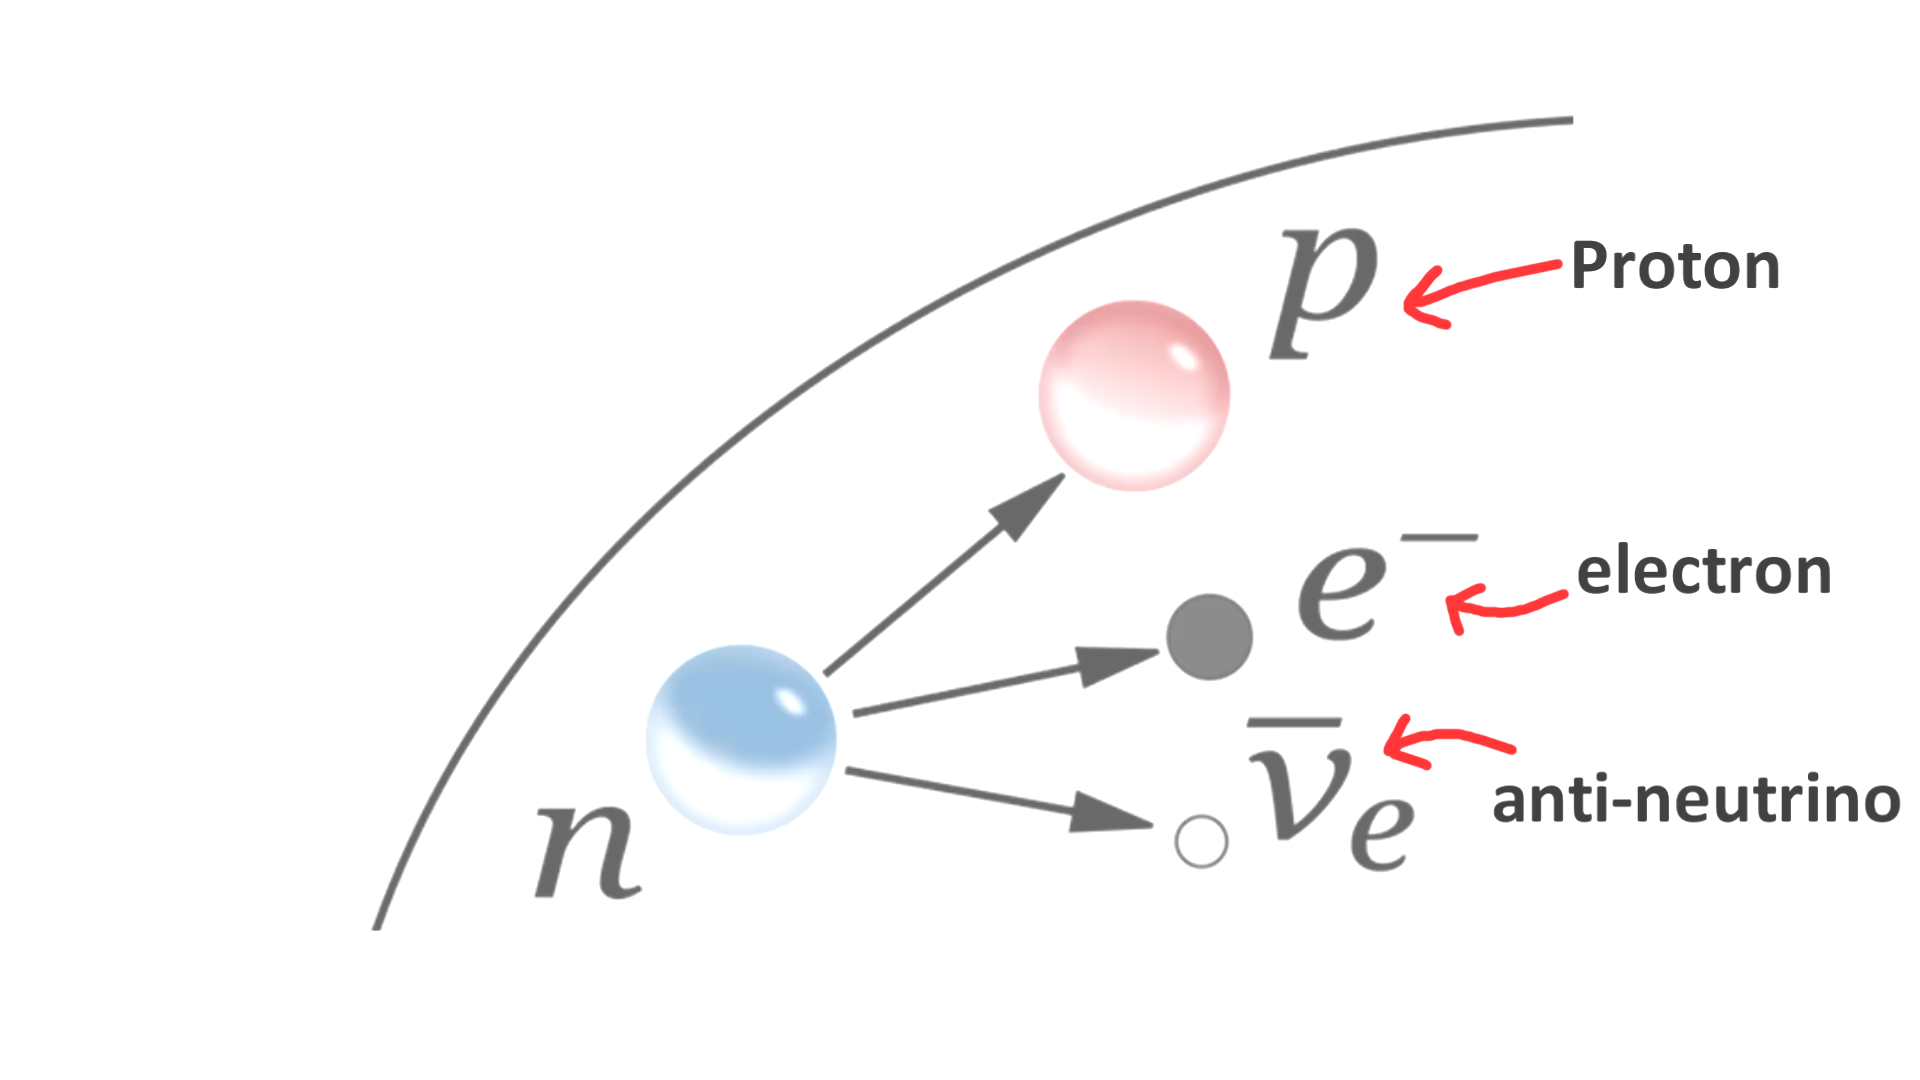 p
Proton
e⁻
electron
ν̅ₑ
anti-neutrino
n